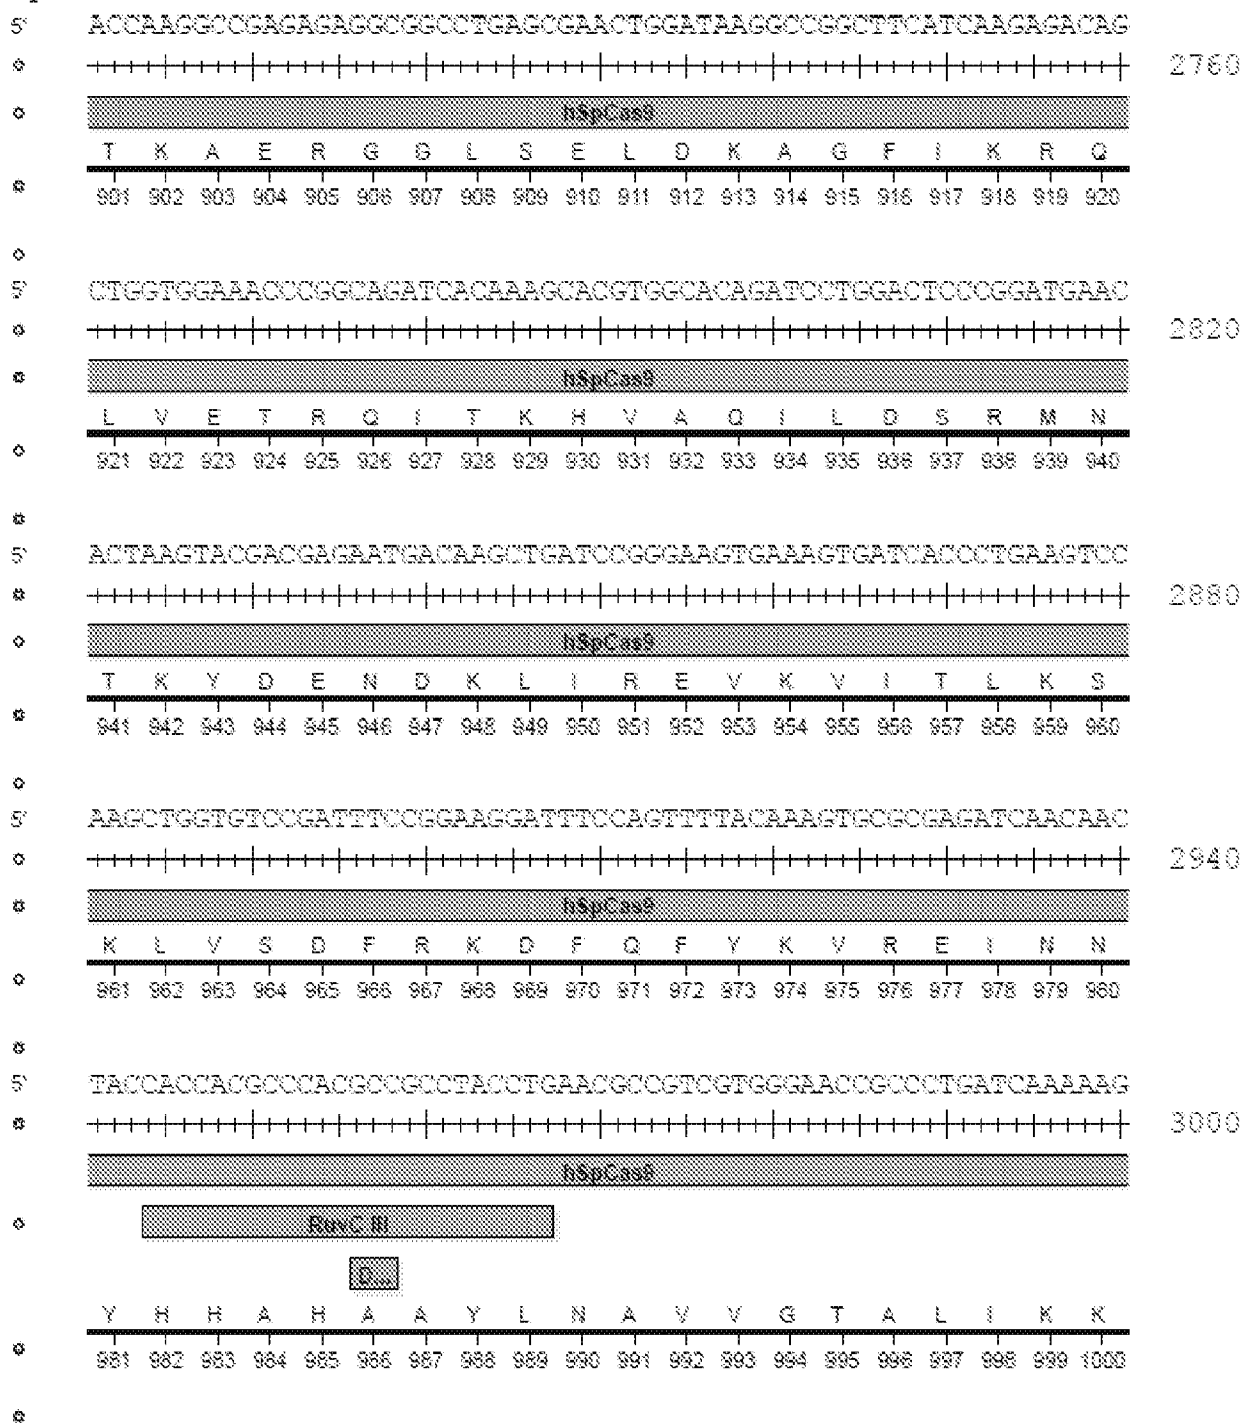 5' ACCAAGGCCGAGAGAGGCGGCCTGAGCGAACTGGATAAGGCCGGCTTCATCAAGAGACAG
2760
hSpCas9
T K A E R G G L S E L D K A G F I K R Q
901 902 903 904 905 906 907 908 909 910 911 912 913 914 915 916 917 918 919 920
5' CTGGTGGAAACCCGGCAGATCACAAAGCACGTGGCACAGATCCTGGACTCCCGGATGAAC
2820
hSpCas9
L V E T R Q I T K H V A Q I L D S R M N
921 922 923 924 925 926 927 928 929 930 931 932 933 934 935 936 937 938 939 940
5' ACTAAGTACGACGAGAATGACAAGCTGATCCGGGAAGTGAAAGTGATCACCCTGAAGTCC
2880
hSpCas9
T K Y D E N D K L I R E V K V I T L K S
941 942 943 944 945 946 947 948 949 950 951 952 953 954 955 956 957 958 959 960
5' AAGCTGGTGTCCGATTTCCGGAAGGATTTCCAGTTTTACAAAGTGCGCGAGATCAACAAC
2940
hSpCas9
K L V S D F R K D F Q F Y K V R E I N N
961 962 963 964 965 966 967 968 969 970 971 972 973 974 975 976 977 978 979 980
5' TACCACCACGCCCACGCCGCCTACCTGAACGCCGTCGTGGGAACCGCCCTGATCAAAAAG
3000
hSpCas9
RuvC III
D...
Y H H A H A A Y L N A V V G T A L I K K
981 982 983 984 985 986 987 988 989 990 991 992 993 994 995 996 997 998 999 1000